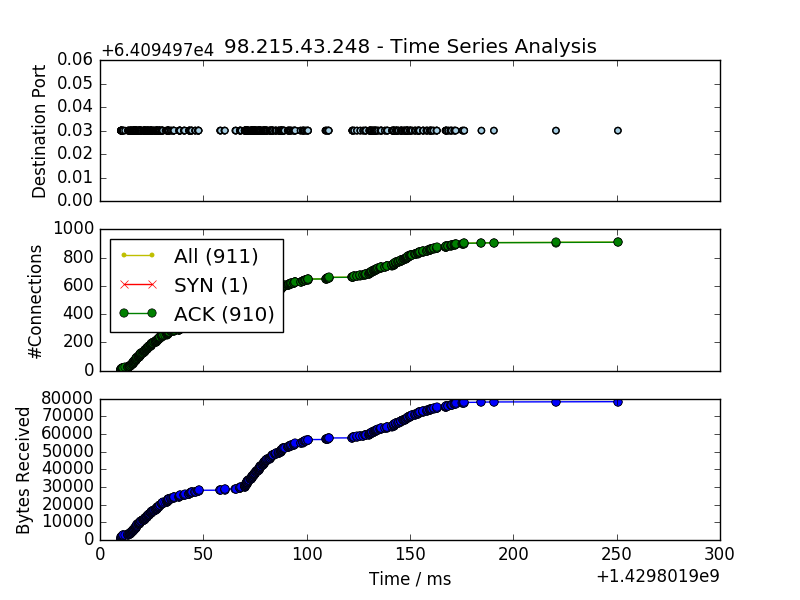 +6.409497e4 98.215.43.248 - Time Series Analysis
Destination Port
0.06
0.05
0.04
0.03
0.02
0.01
0.00
#Connections
1000
800
600
400
200
0
All (911)
SYN (1)
ACK (910)
Bytes Received
80000
70000
60000
50000
40000
30000
20000
10000
0
0 50 100 150 200 250 300
Time / ms
+1.4298019e9